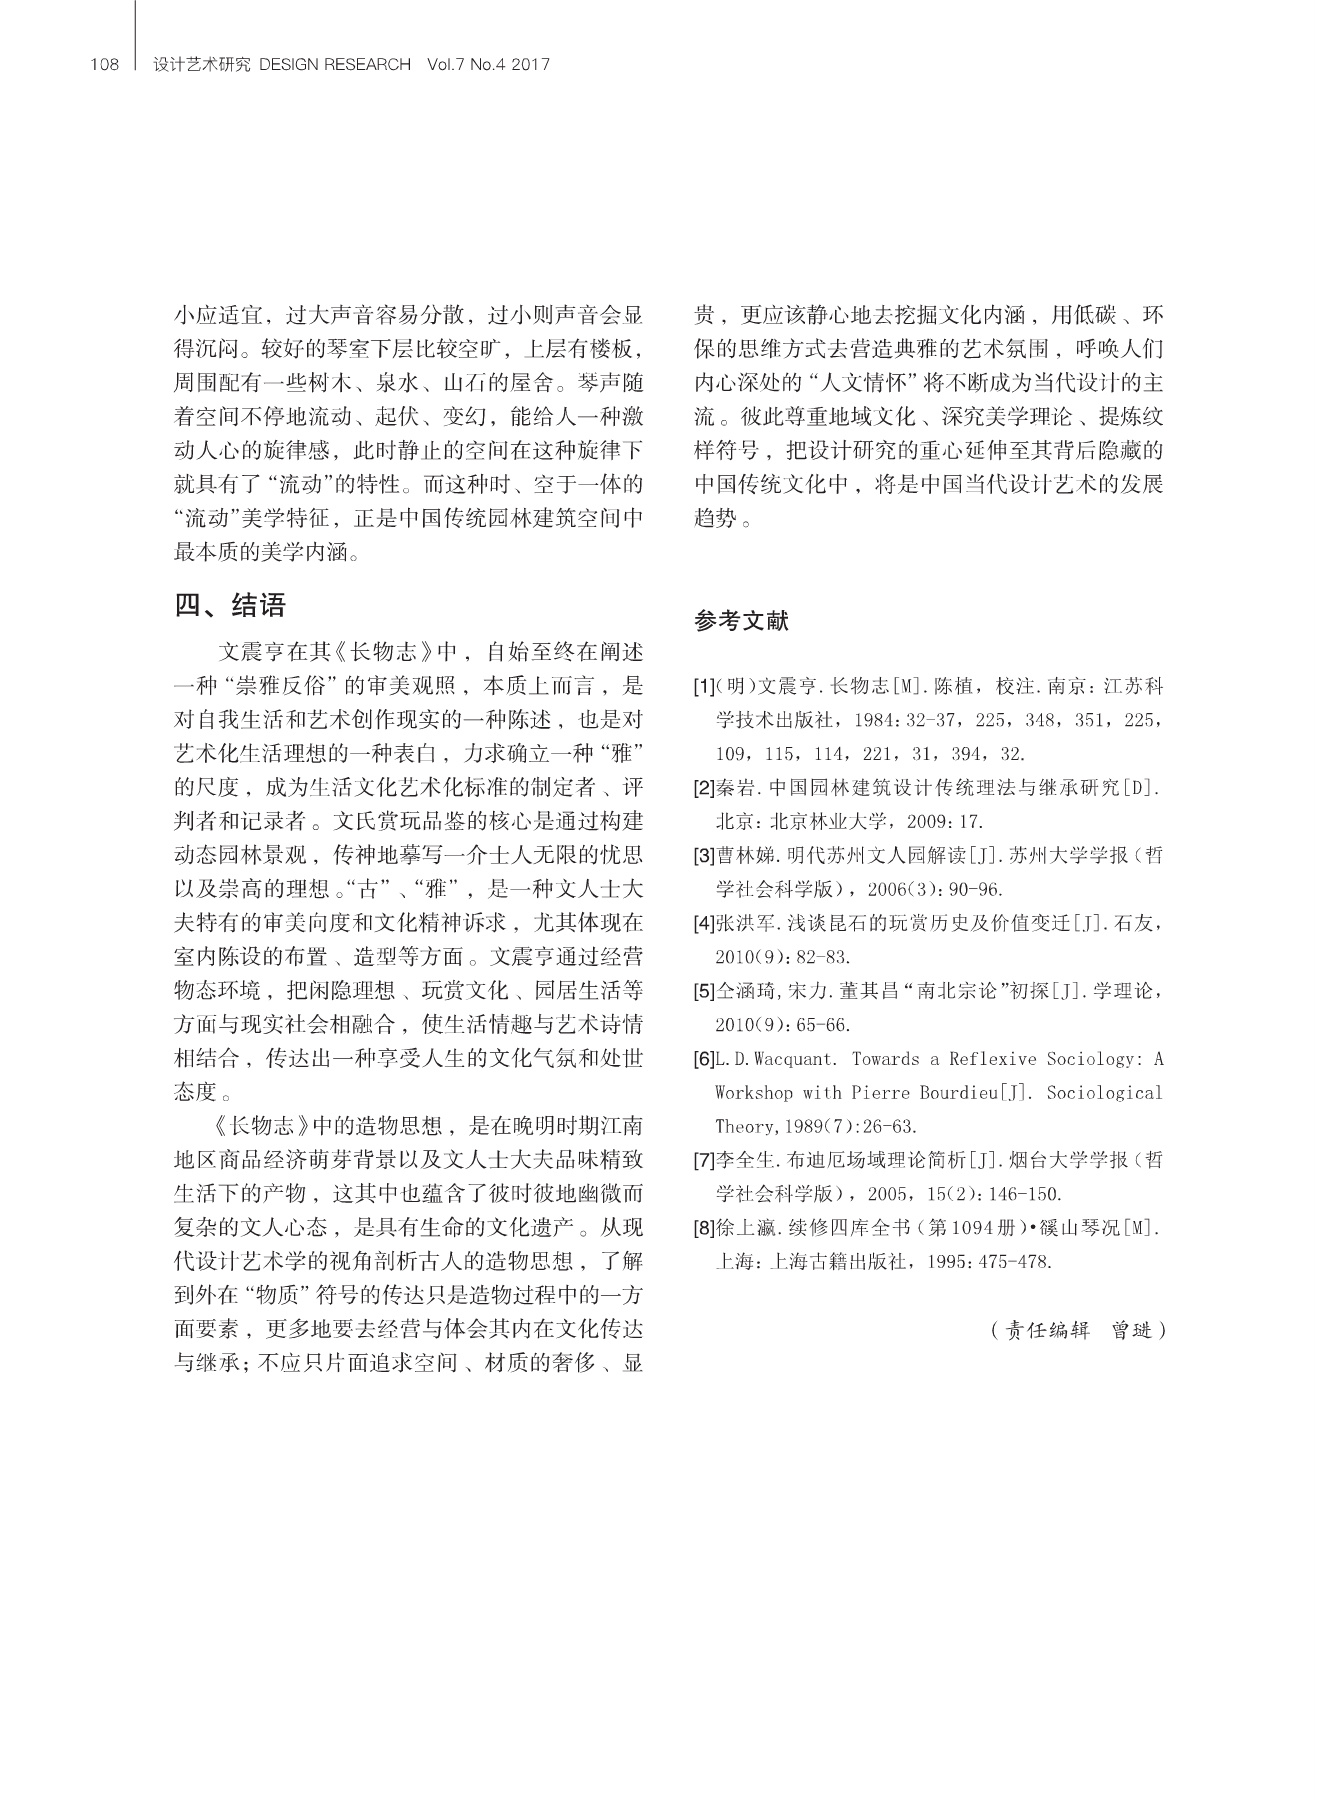 108 设计艺术研究 DESIGN RESEARCH Vol.7 No.4 2017
小应适宜，过大声音容易分散，过小则声音会显
得沉闷。较好的琴室下层比较空旷，上层有楼板，
周围配有一些树木、泉水、山石的屋舍。琴声随
着空间不停地流动、起伏、变幻，能给人一种激
动人心的旋律感，此时静止的空间在这种旋律下
就具有了“流动”的特性。而这种时、空于一体的
“流动”美学特征，正是中国传统园林建筑空间中
最本质的美学内涵。
四、结语
文震亨在其《长物志》中，自始至终在阐述
一种“崇雅反俗”的审美观照，本质上而言，是
对自我生活和艺术创作现实的一种陈述，也是对
艺术化生活理想的一种表白，力求确立一种“雅”
的尺度，成为生活文化艺术化标准的制定者、评
判者和记录者。文氏赏玩品鉴的核心是通过构建
动态园林景观，传神地摹写一介士人无限的忧思
以及崇高的理想。“古”、“雅”，是一种文人士大
夫特有的审美向度和文化精神诉求，尤其体现在
室内陈设的布置、造型等方面。文震亨通过经营
物态环境，把闲隐理想、玩赏文化、园居生活等
方面与现实社会相融合，使生活情趣与艺术诗情
相结合，传达出一种享受人生的文化气氛和处世
态度。
《长物志》中的造物思想，是在晚明时期江南
地区商品经济萌芽背景以及文人士大夫品味精致
生活下的产物，这其中也蕴含了彼时彼地幽微而
复杂的文人心态，是具有生命的文化遗产。从现
代设计艺术学的视角剖析古人的造物思想，了解
到外在“物质”符号的传达只是造物过程中的一方
面要素，更多地要去经营与体会其内在文化传达
与继承；不应只片面追求空间、材质的奢侈、显
贵，更应该静心地去挖掘文化内涵，用低碳、环
保的思维方式去营造典雅的艺术氛围，呼唤人们
内心深处的“人文情怀”将不断成为当代设计的主
流。彼此尊重地域文化、深究美学理论、提炼纹
样符号，把设计研究的重心延伸至其背后隐藏的
中国传统文化中，将是中国当代设计艺术的发展
趋势。
参考文献
[1](明)文震亨.长物志[M].陈植，校注.南京：江苏科
学技术出版社，1984:32-37，225，348，351，225，
109，115，114，221，31，394，32.
[2]秦岩.中国园林建筑设计传统理法与继承研究[D].
北京：北京林业大学，2009:17.
[3]曹林娣.明代苏州文人园解读[J].苏州大学学报（哲
学社会科学版），2006(3):90-96.
[4]张洪军.浅谈昆石的玩赏历史及价值变迁[J].石友，
2010(9):82-83.
[5]仝涵琦,宋力.董其昌“南北宗论”初探[J].学理论，
2010(9):65-66.
[6]L.D.Wacquant. Towards a Reflexive Sociology: A
Workshop with Pierre Bourdieu[J]. Sociological
Theory,1989(7):26-63.
[7]李全生.布迪厄场域理论简析[J].烟台大学学报（哲
学社会科学版），2005，15(2):146-150.
[8]徐上瀛.续修四库全书（第1094册）•谿山琴况[M].
上海：上海古籍出版社，1995:475-478.
（责任编辑 曾琎）